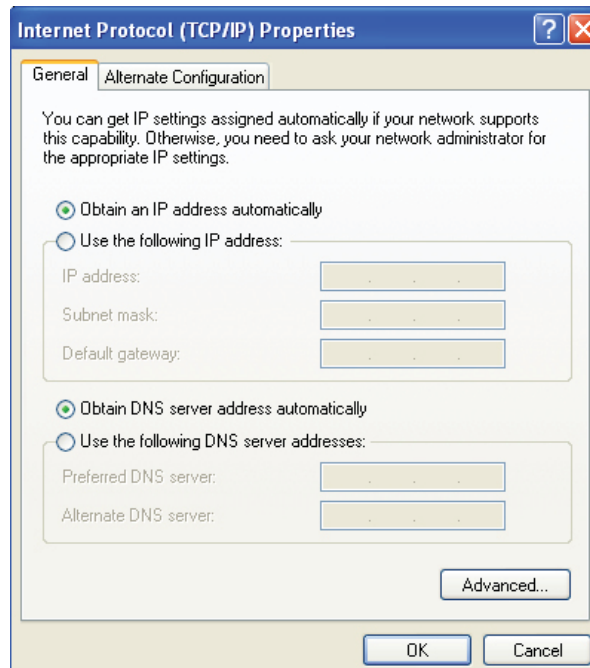 Internet Protocol (TCP/IP) Properties
General
Alternate Configuration
You can get IP settings assigned automatically if your network supports
this capability. Otherwise, you need to ask your network administrator for
the appropriate IP settings.
Obtain an IP address automatically
Use the following IP address:
IP address:
Subnet mask:
Default gateway:
Obtain DNS server address automatically
Use the following DNS server addresses:
Preferred DNS server:
Alternate DNS server:
Advanced...
OK
Cancel